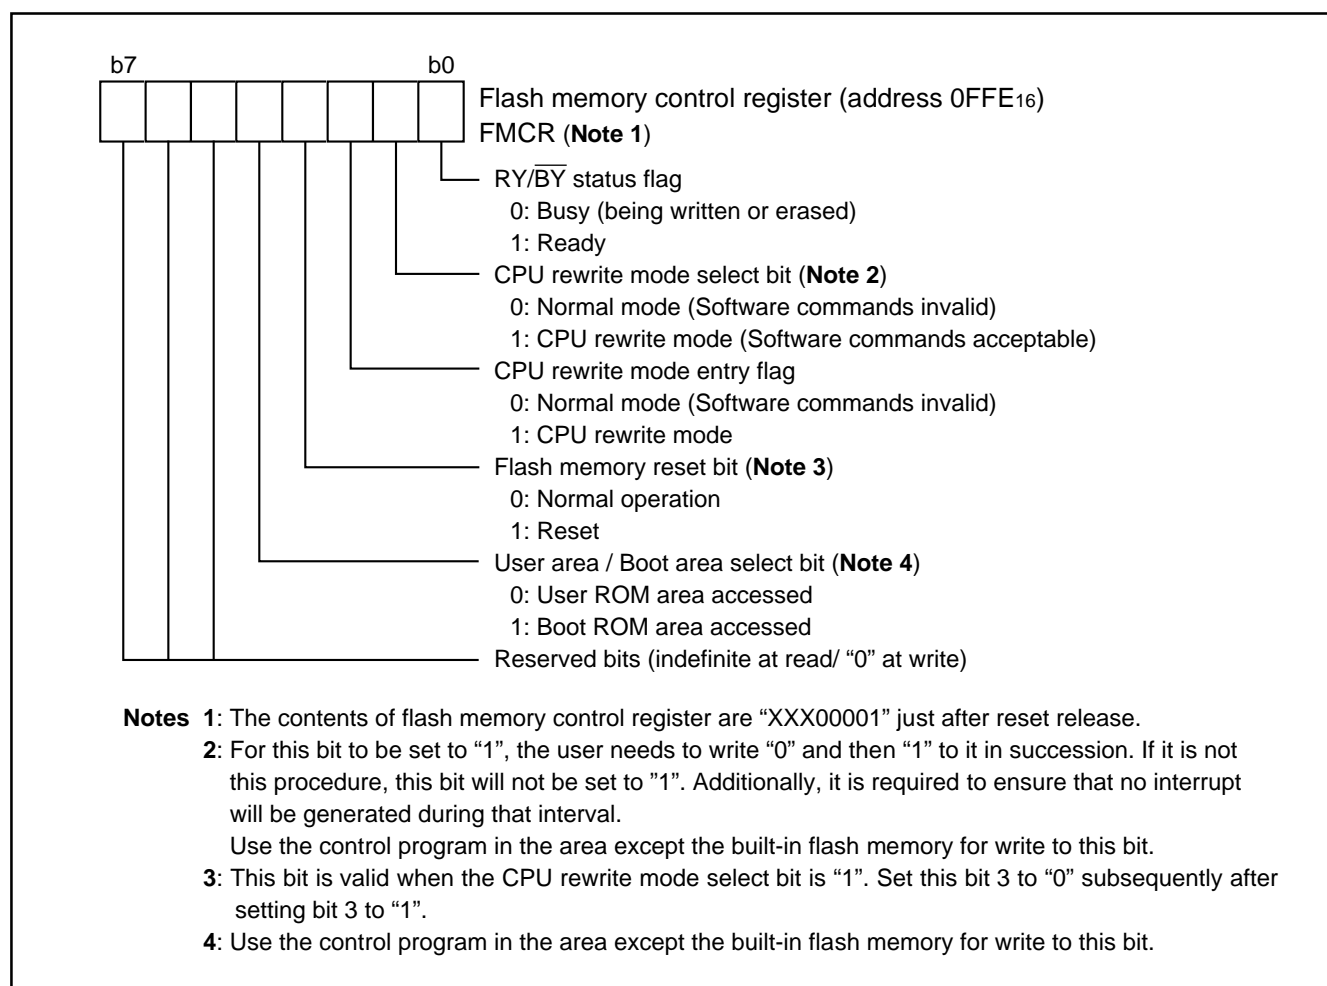 b7 b0
Flash memory control register (address 0FFE16)
FMCR (Note 1)
RY/B̅Y̅ status flag
0: Busy (being written or erased)
1: Ready
CPU rewrite mode select bit (Note 2)
0: Normal mode (Software commands invalid)
1: CPU rewrite mode (Software commands acceptable)
CPU rewrite mode entry flag
0: Normal mode (Software commands invalid)
1: CPU rewrite mode
Flash memory reset bit (Note 3)
0: Normal operation
1: Reset
User area / Boot area select bit (Note 4)
0: User ROM area accessed
1: Boot ROM area accessed
Reserved bits (indefinite at read/ “0” at write)
Notes 1: The contents of flash memory control register are “XXX00001” just after reset release.
2: For this bit to be set to “1”, the user needs to write “0” and then “1” to it in succession. If it is not
this procedure, this bit will not be set to ”1”. Additionally, it is required to ensure that no interrupt
will be generated during that interval.
Use the control program in the area except the built-in flash memory for write to this bit.
3: This bit is valid when the CPU rewrite mode select bit is “1”. Set this bit 3 to “0” subsequently after
setting bit 3 to “1”.
4: Use the control program in the area except the built-in flash memory for write to this bit.